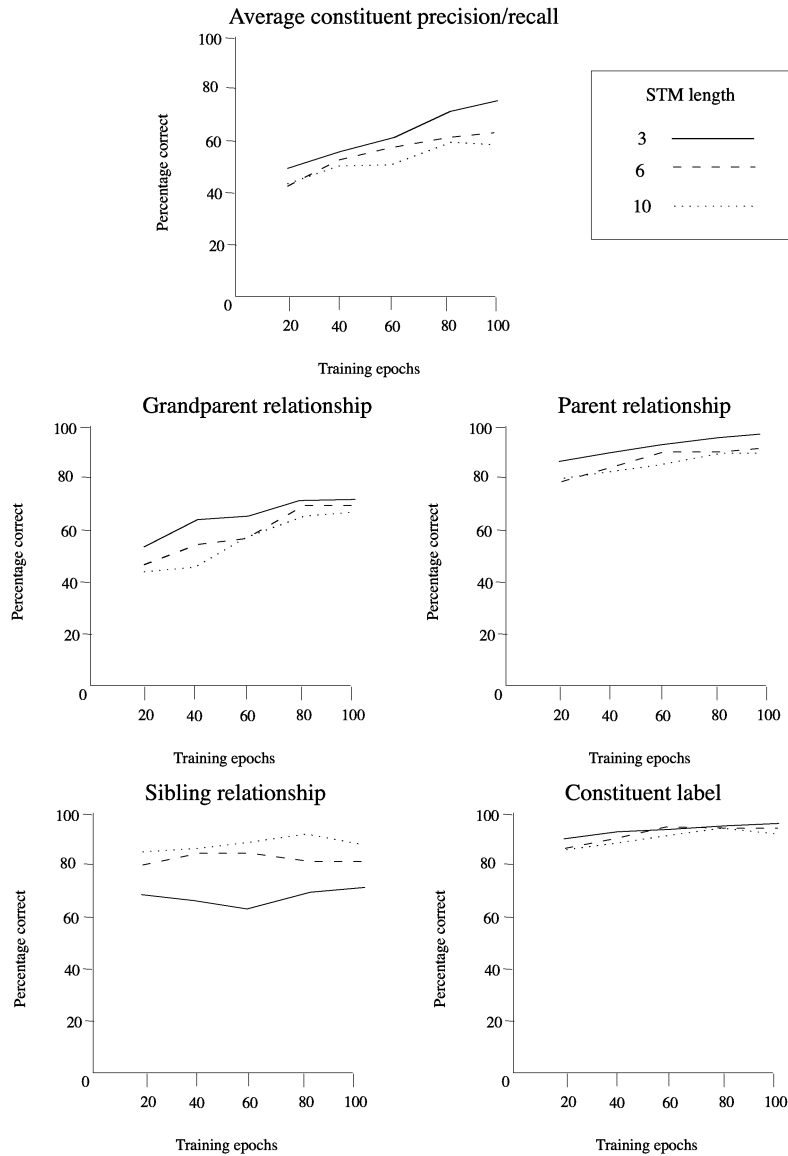 Average constituent precision/recall
100
80
60
40
20
0
Percentage correct
20 40 60 80 100
Training epochs
STM length
3
6
10
Grandparent relationship
100
80
60
40
20
0
Percentage correct
20 40 60 80 100
Training epochs
Parent relationship
100
80
60
40
20
0
Percentage correct
20 40 60 80 100
Training epochs
Sibling relationship
100
80
60
40
20
0
Percentage correct
20 40 60 80 100
Training epochs
Constituent label
100
80
60
40
20
0
Percentage correct
20 40 60 80 100
Training epochs